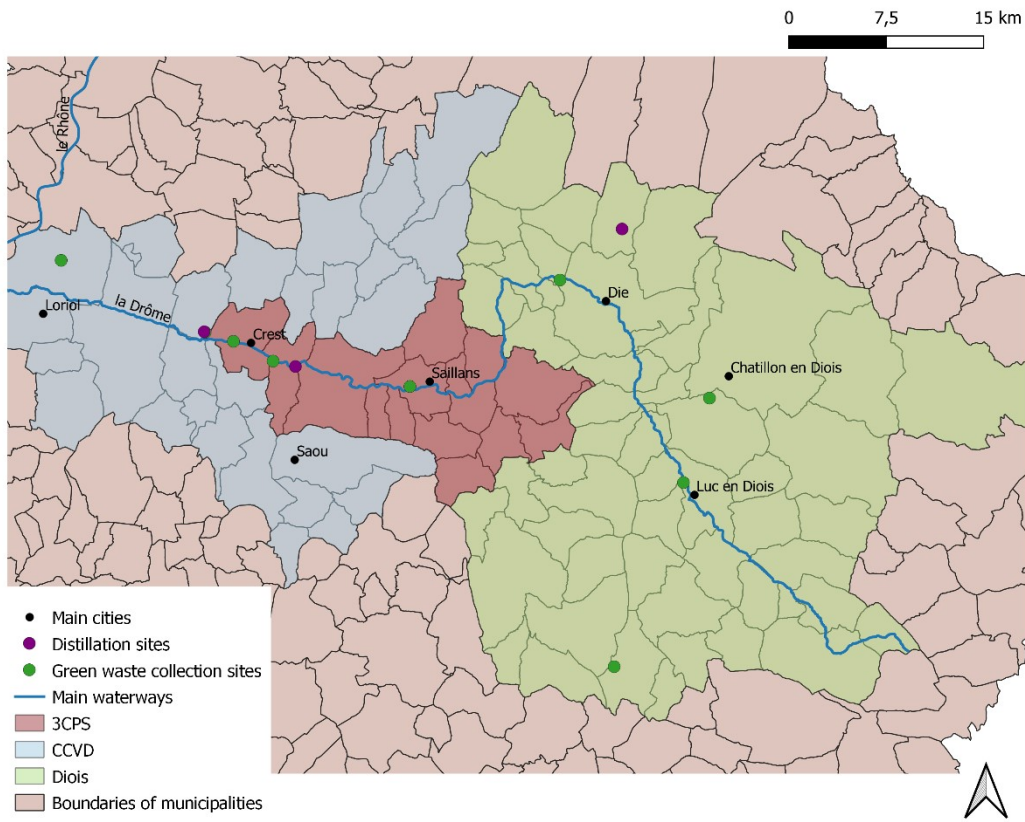 0 7,5 15 km
le Rhône
la Drôme
Loriol
Crest
Saillans
Saou
Die
Chatillon en Diois
Luc en Diois
Main cities
Distillation sites
Green waste collection sites
Main waterways
3CPS
CCVD
Diois
Boundaries of municipalities